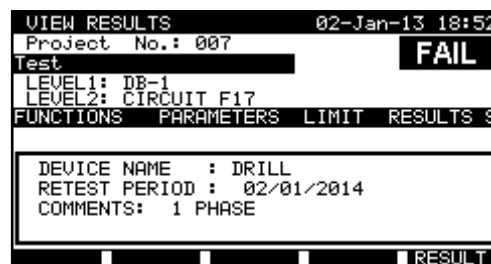 VIEW RESULTS 02-Jan-13 18:52
Project No.: 007
FAIL
Test
LEVEL1: DB-1
LEVEL2: CIRCUIT F17
FUNCTIONS PARAMETERS LIMIT RESULTS S
DEVICE NAME : DRILL
RETEST PERIOD : 02/01/2014
COMMENTS: 1 PHASE
RESULT